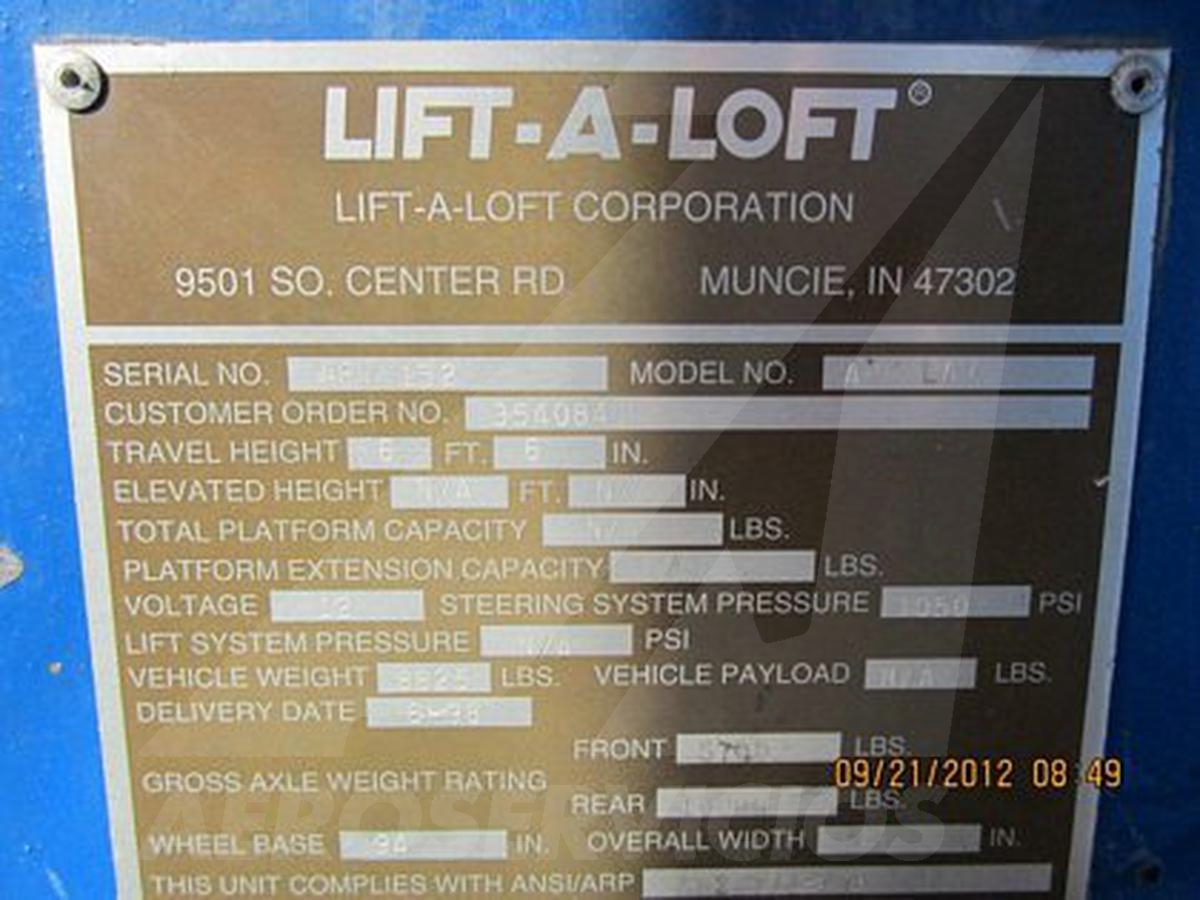 LIFT-A-LOFT®
LIFT-A-LOFT CORPORATION
9501 SO. CENTER RD MUNCIE, IN 47302
SERIAL NO. MODEL NO.
CUSTOMER ORDER NO. 354084
TRAVEL HEIGHT 6 FT. 6 IN.
ELEVATED HEIGHT N/A FT. IN.
TOTAL PLATFORM CAPACITY LBS.
PLATFORM EXTENSION CAPACITY LBS.
VOLTAGE 12 STEERING SYSTEM PRESSURE PSI
LIFT SYSTEM PRESSURE N/A PSI
VEHICLE WEIGHT LBS. VEHICLE PAYLOAD N/A LBS.
DELIVERY DATE
FRONT LBS.
09/21/2012 08:49
GROSS AXLE WEIGHT RATING
REAR LBS.
AEROSERVICIOS
WHEEL BASE IN. OVERALL WIDTH IN.
THIS UNIT COMPLIES WITH ANSI/ARP